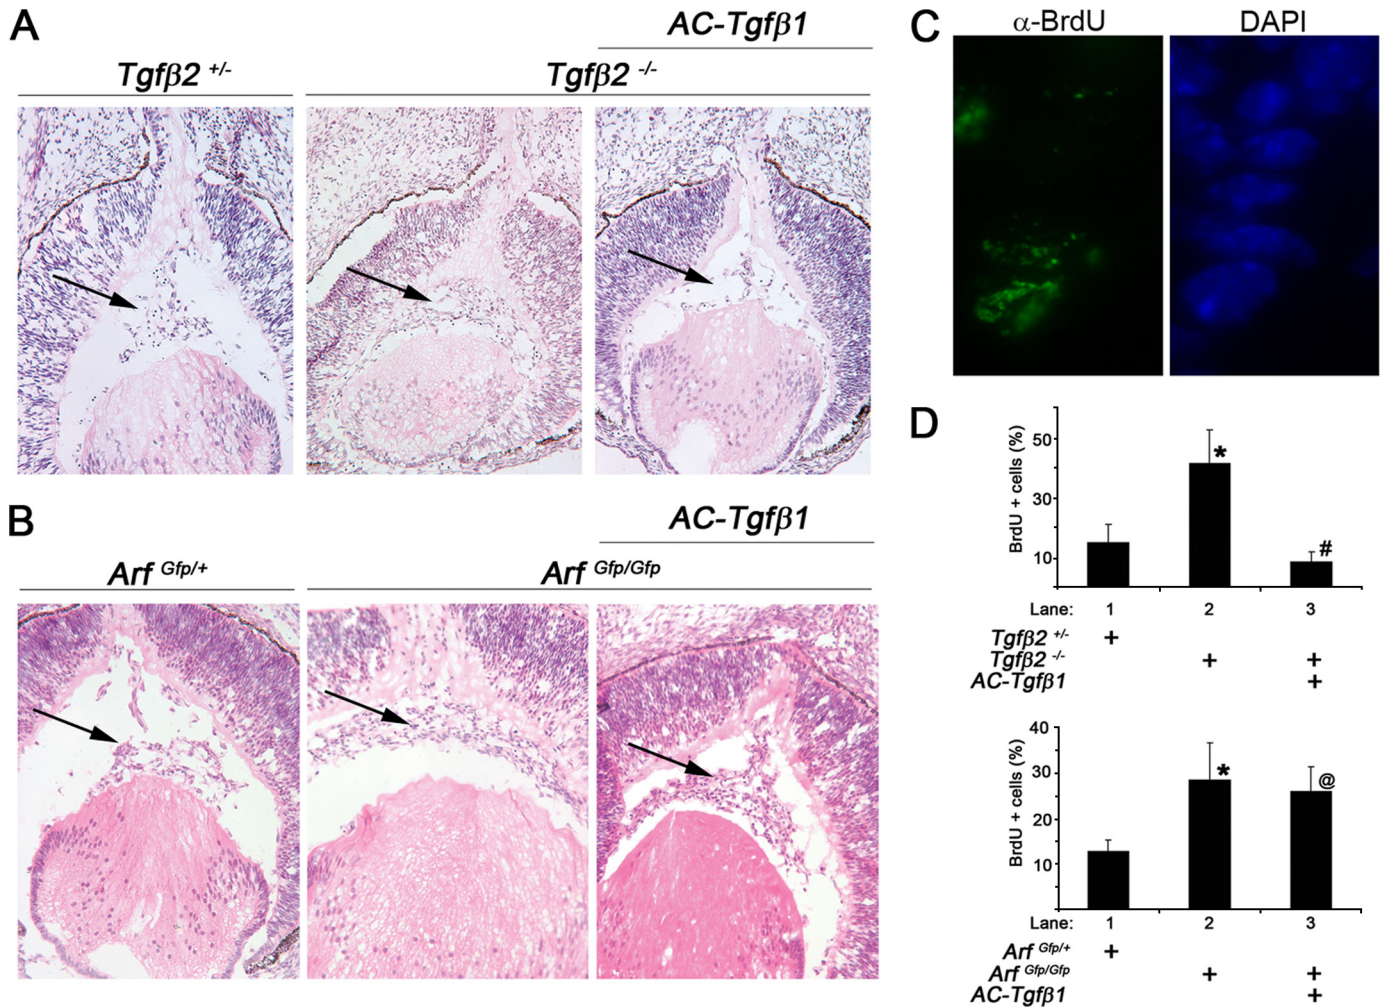 A
AC-Tgfβ1
Tgfβ2 +/-
Tgfβ2 -/-
B
AC-Tgfβ1
Arf Gfp/+
Arf Gfp/Gfp
C
α-BrdU
DAPI
D
BrdU + cells (%)
50
30
10
*
#
Lane: 1 2 3
Tgfβ2 +/- +
Tgfβ2 -/- + +
AC-Tgfβ1 +
BrdU + cells (%)
40
30
20
10
*
@
Lane: 1 2 3
Arf Gfp/+ +
Arf Gfp/Gfp + +
AC-Tgfβ1 +